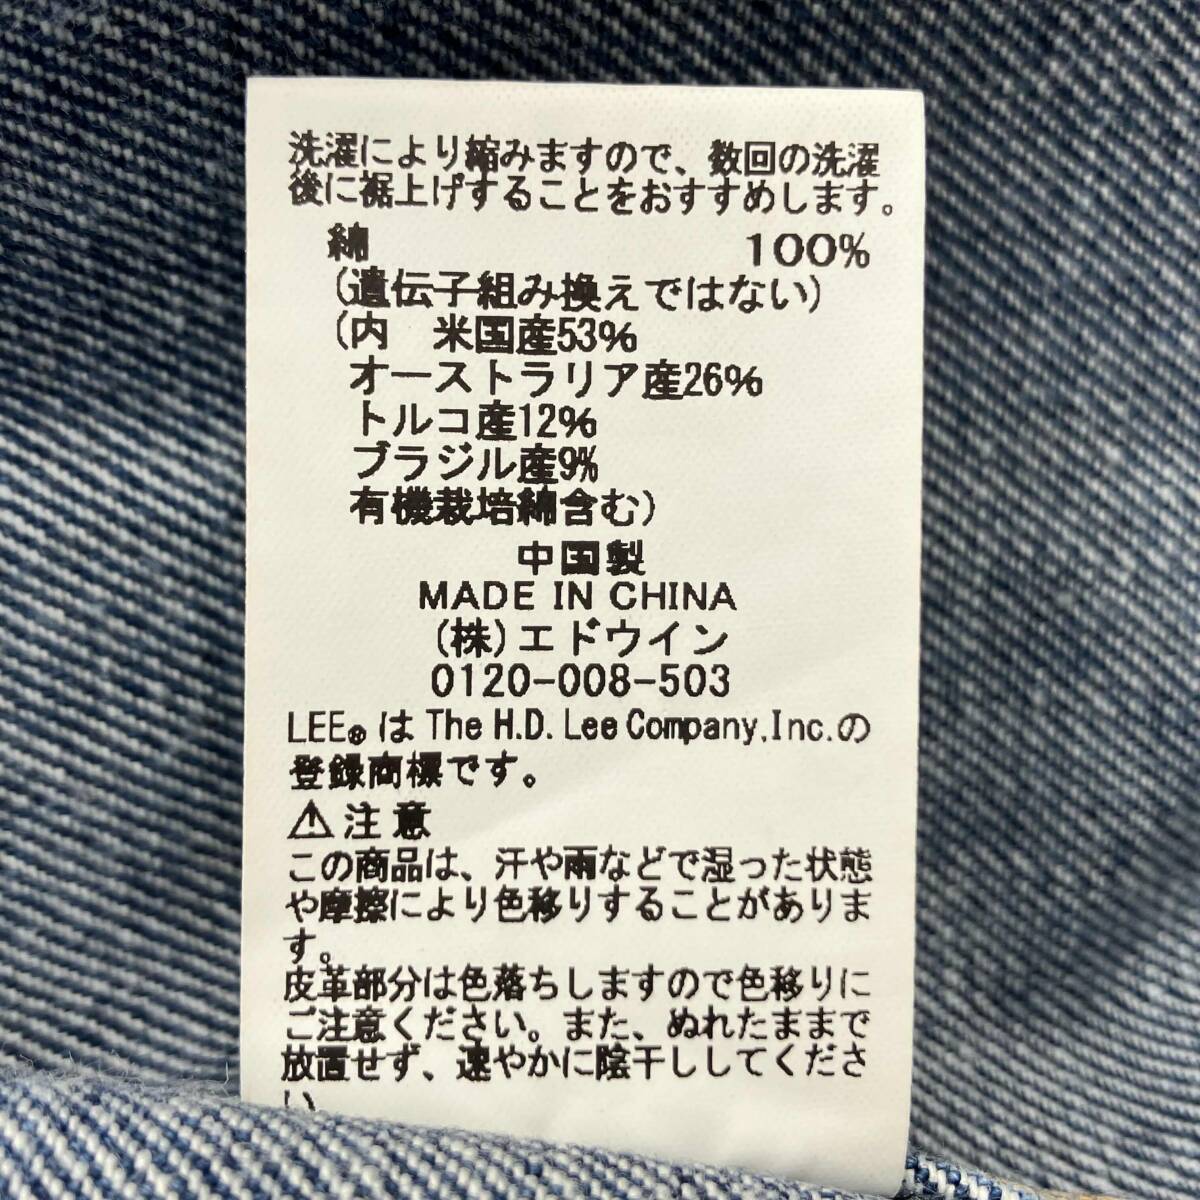 洗濯により縮みますので、数回の洗濯
後に裾上げすることをおすすめします。
綿 100%
(遺伝子組み換えではない)
(内 米国産53%
オーストラリア産26%
トルコ産12%
ブラジル産9%
有機栽培綿含む)
中国製
MADE IN CHINA
(株)エドウイン
0120-008-503
LEE®は The H.D. Lee Company,Inc.の
登録商標です。
⚠注意
この商品は、汗や雨などで湿った状態
や摩擦により色移りすることがありま
す。
皮革部分は色落ちしますので色移りに
ご注意ください。また、ぬれたままで
放置せず、速やかに陰干ししてくださ
い